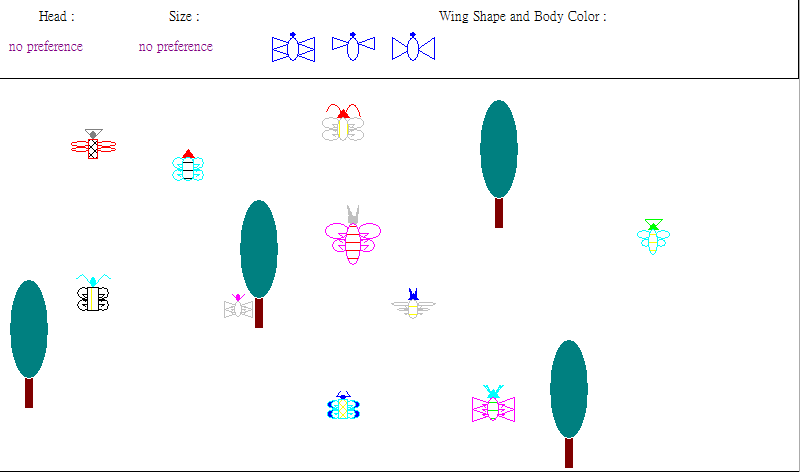 Head : Size : Wing Shape and Body Color :
no preference no preference